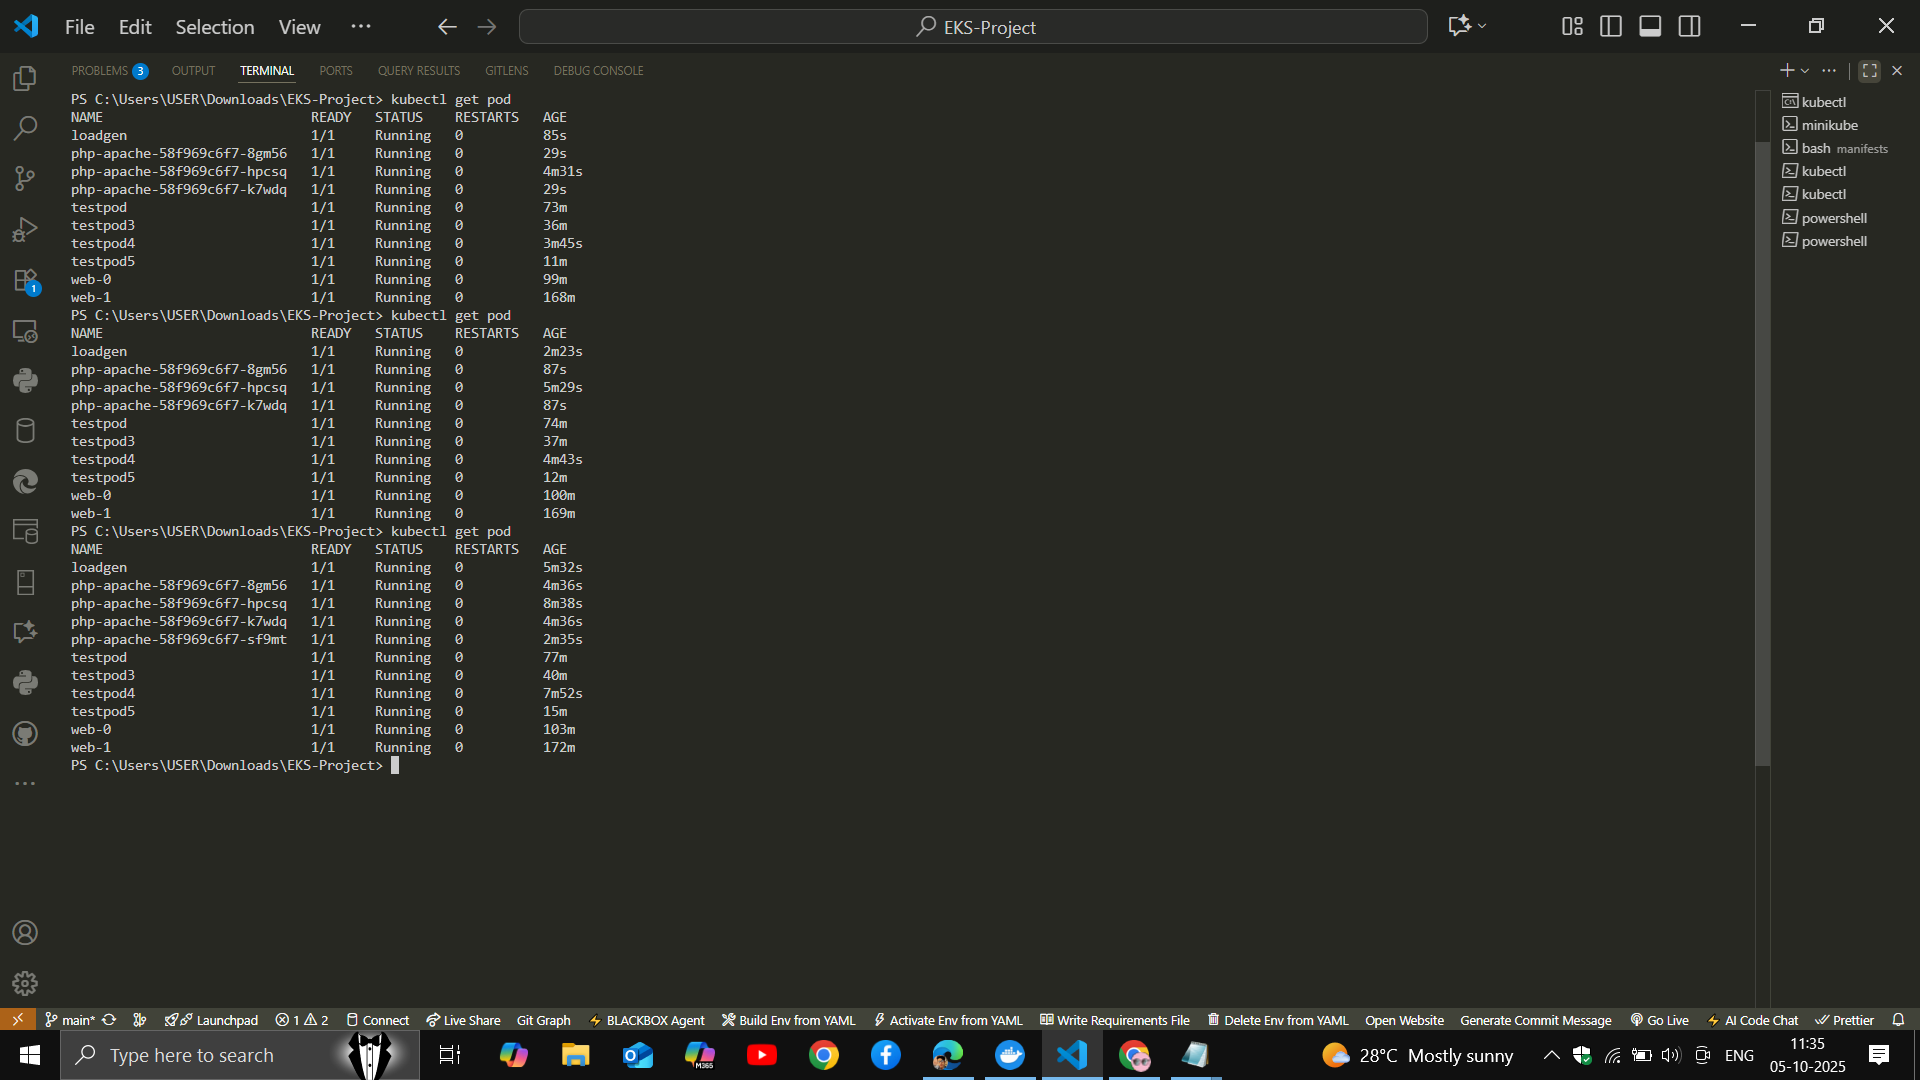 File Edit Selection View ··· EKS-Project
PROBLEMS 3 OUTPUT TERMINAL PORTS QUERY RESULTS GITLENS DEBUG CONSOLE
PS C:\Users\USER\Downloads\EKS-Project> kubectl get pod
NAME READY STATUS RESTARTS AGE
loadgen 1/1 Running 0 85s
php-apache-58f969c6f7-8gm56 1/1 Running 0 29s
php-apache-58f969c6f7-hpcsq 1/1 Running 0 4m31s
php-apache-58f969c6f7-k7wdq 1/1 Running 0 29s
testpod 1/1 Running 0 73m
testpod3 1/1 Running 0 36m
testpod4 1/1 Running 0 3m45s
testpod5 1/1 Running 0 11m
web-0 1/1 Running 0 99m
web-1 1/1 Running 0 168m
PS C:\Users\USER\Downloads\EKS-Project> kubectl get pod
NAME READY STATUS RESTARTS AGE
loadgen 1/1 Running 0 2m23s
php-apache-58f969c6f7-8gm56 1/1 Running 0 87s
php-apache-58f969c6f7-hpcsq 1/1 Running 0 5m29s
php-apache-58f969c6f7-k7wdq 1/1 Running 0 87s
testpod 1/1 Running 0 74m
testpod3 1/1 Running 0 37m
testpod4 1/1 Running 0 4m43s
testpod5 1/1 Running 0 12m
web-0 1/1 Running 0 100m
web-1 1/1 Running 0 169m
PS C:\Users\USER\Downloads\EKS-Project> kubectl get pod
NAME READY STATUS RESTARTS AGE
loadgen 1/1 Running 0 5m32s
php-apache-58f969c6f7-8gm56 1/1 Running 0 4m36s
php-apache-58f969c6f7-hpcsq 1/1 Running 0 8m38s
php-apache-58f969c6f7-k7wdq 1/1 Running 0 4m36s
php-apache-58f969c6f7-sf9mt 1/1 Running 0 2m35s
testpod 1/1 Running 0 77m
testpod3 1/1 Running 0 40m
testpod4 1/1 Running 0 7m52s
testpod5 1/1 Running 0 15m
web-0 1/1 Running 0 103m
web-1 1/1 Running 0 172m
PS C:\Users\USER\Downloads\EKS-Project>
kubectl
minikube
bash manifests
kubectl
kubectl
powershell
powershell
1
main* Launchpad 1 2 Connect Live Share Git Graph BLACKBOX Agent Build Env from YAML Activate Env from YAML Write Requirements File Delete Env from YAML Open Website Generate Commit Message Go Live AI Code Chat Prettier
Type here to search M365 28°C Mostly sunny ENG 11:35
05-10-2025